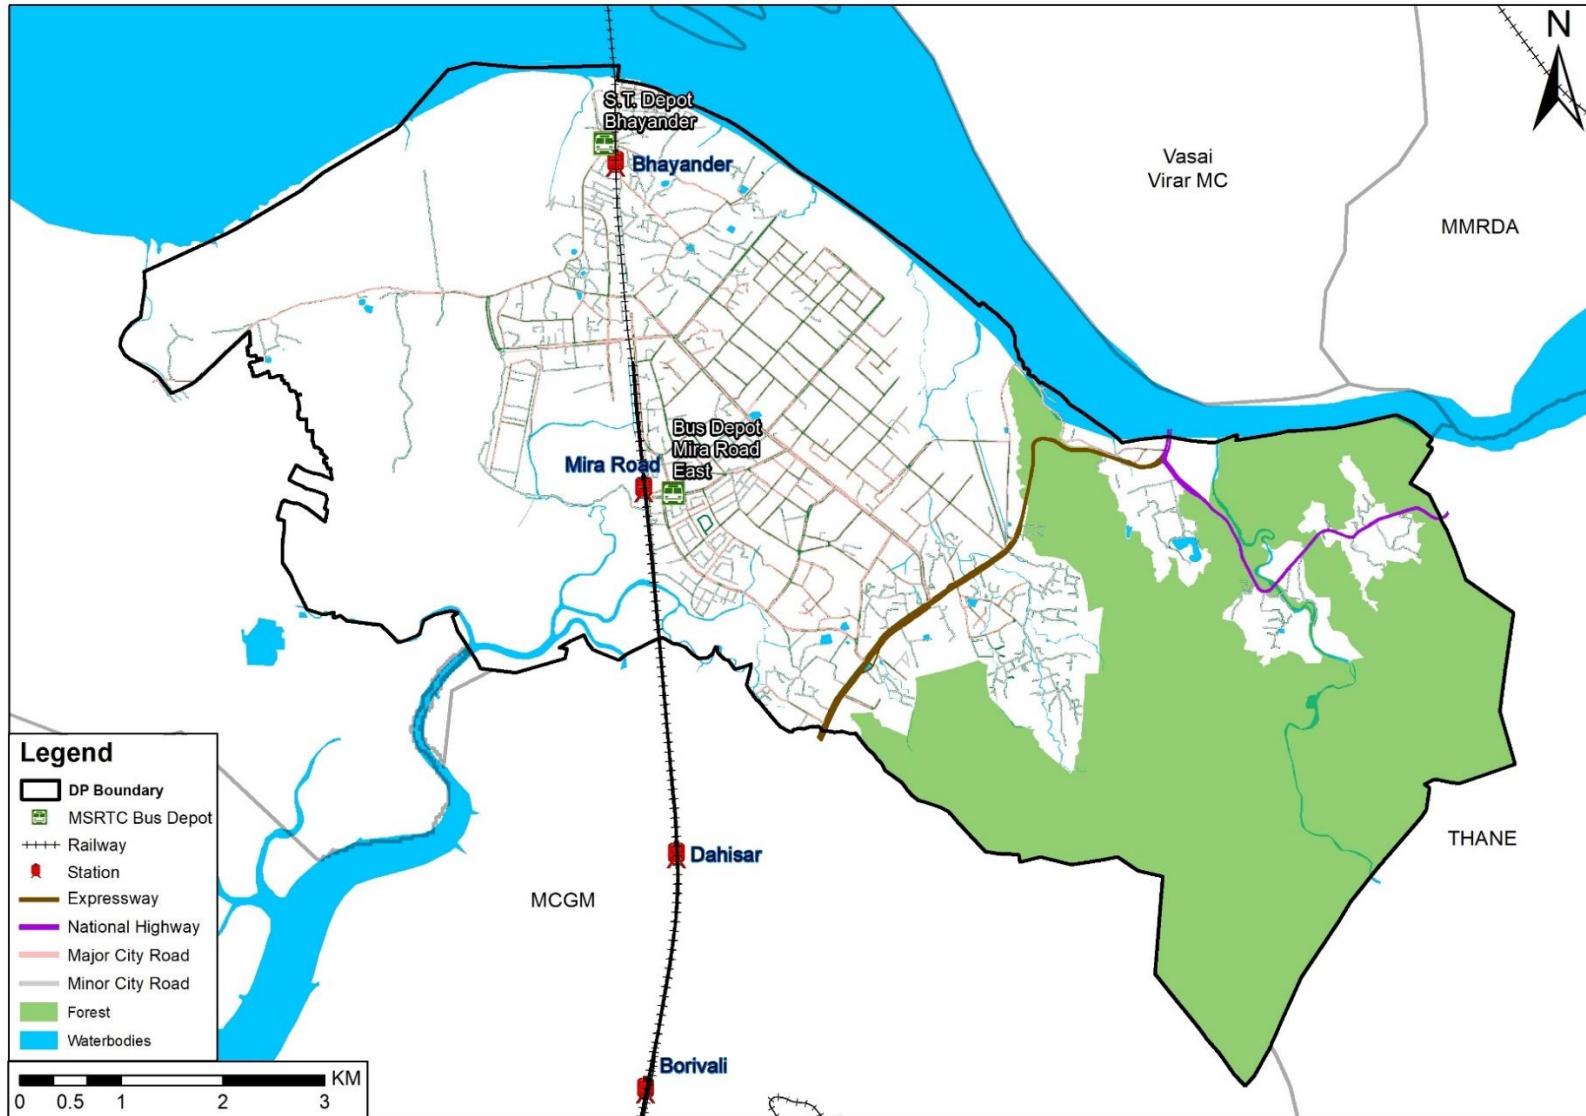 N
S.T. Depot
Bhayander
Bhayander
Vasai
Virar MC
MMRDA
Bus Depot
Mira Road
East
Mira Road
Legend
DP Boundary
MSRTC Bus Depot
Railway
Station
Expressway
National Highway
Major City Road
Minor City Road
Forest
Waterbodies
THANE
Dahisar
MCGM
Borivali
KM
0 0.5 1 2 3